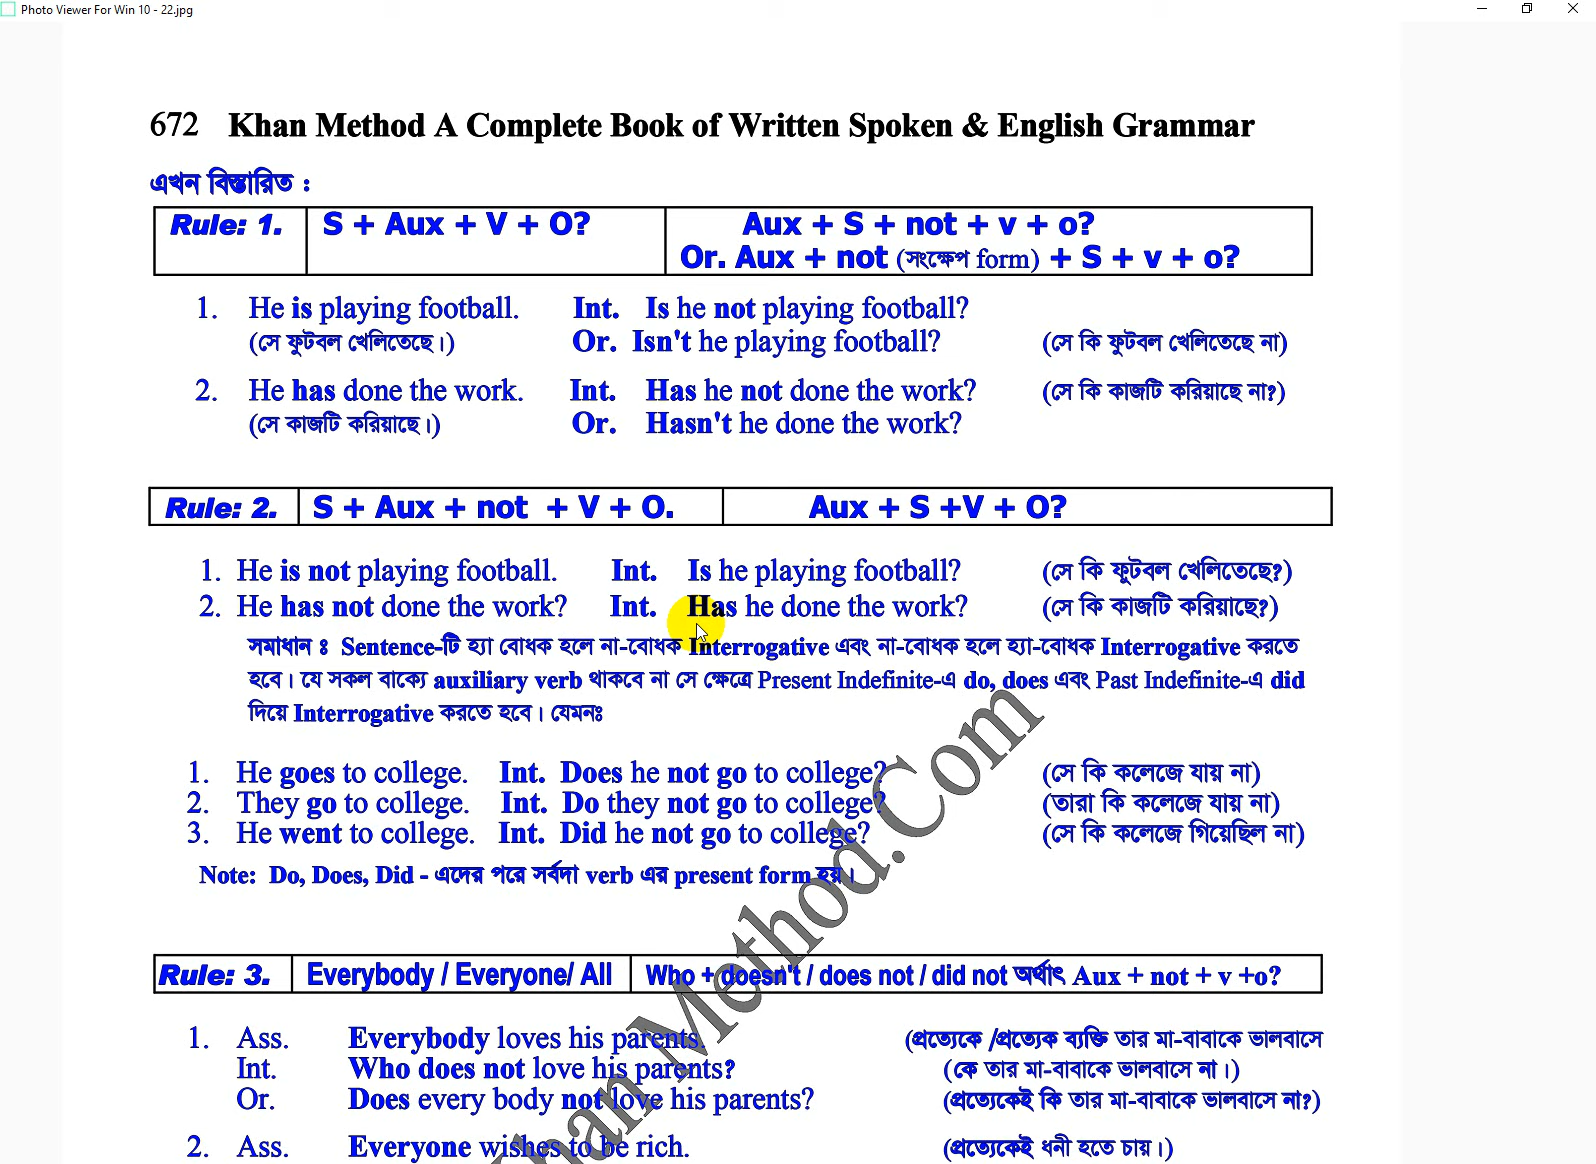 Photo Viewer For Win 10 - 22.jpg
672 Khan Method A Complete Book of Written Spoken & English Grammar
এখন বিস্তারিত :
Rule: 1. S + Aux + V + O? Aux + S + not + v + o?
Or. Aux + not (সংক্ষেপ form) + S + v + o?
1. He is playing football. Int. Is he not playing football?
(সে ফুটবল খেলিতেছে।) Or. Isn't he playing football? (সে কি ফুটবল খেলিতেছে না)
2. He has done the work. Int. Has he not done the work? (সে কি কাজটি করিয়াছে না?)
(সে কাজটি করিয়াছে।) Or. Hasn't he done the work?
Rule: 2. S + Aux + not + V + O. Aux + S +V + O?
1. He is not playing football. Int. Is he playing football? (সে কি ফুটবল খেলিতেছে?)
2. He has not done the work? Int. Has he done the work? (সে কি কাজটি করিয়াছে?)
সমাধান ঃ Sentence-টি হ্যা বোধক হলে না-বোধক Interrogative এবং না-বোধক হলে হ্যা-বোধক Interrogative করতে
হবে। যে সকল বাক্যে auxiliary verb থাকবে না সে ক্ষেত্রে Present Indefinite-এ do, does এবং Past Indefinite-এ did
দিয়ে Interrogative করতে হবে। যেমনঃ
1. He goes to college. Int. Does he not go to college? (সে কি কলেজে যায় না)
2. They go to college. Int. Do they not go to college? (তারা কি কলেজে যায় না)
3. He went to college. Int. Did he not go to college? (সে কি কলেজে গিয়েছিল না)
Note: Do, Does, Did - এদের পরে সর্বদা verb এর present form হয়।
Rule: 3. Everybody / Everyone/ All Who + doesn't / does not / did not অর্থাৎ Aux + not + v +o?
1. Ass. Everybody loves his parents. (প্রত্যেকে /প্রত্যেক ব্যক্তি তার মা-বাবাকে ভালবাসে
Int. Who does not love his parents? (কে তার মা-বাবাকে ভালবাসে না।)
Or. Does every body not love his parents? (প্রত্যেকেই কি তার মা-বাবাকে ভালবাসে না?)
2. Ass. Everyone wishes to be rich. (প্রত্যেকেই ধনী হতে চায়।)
Khan Method.Com